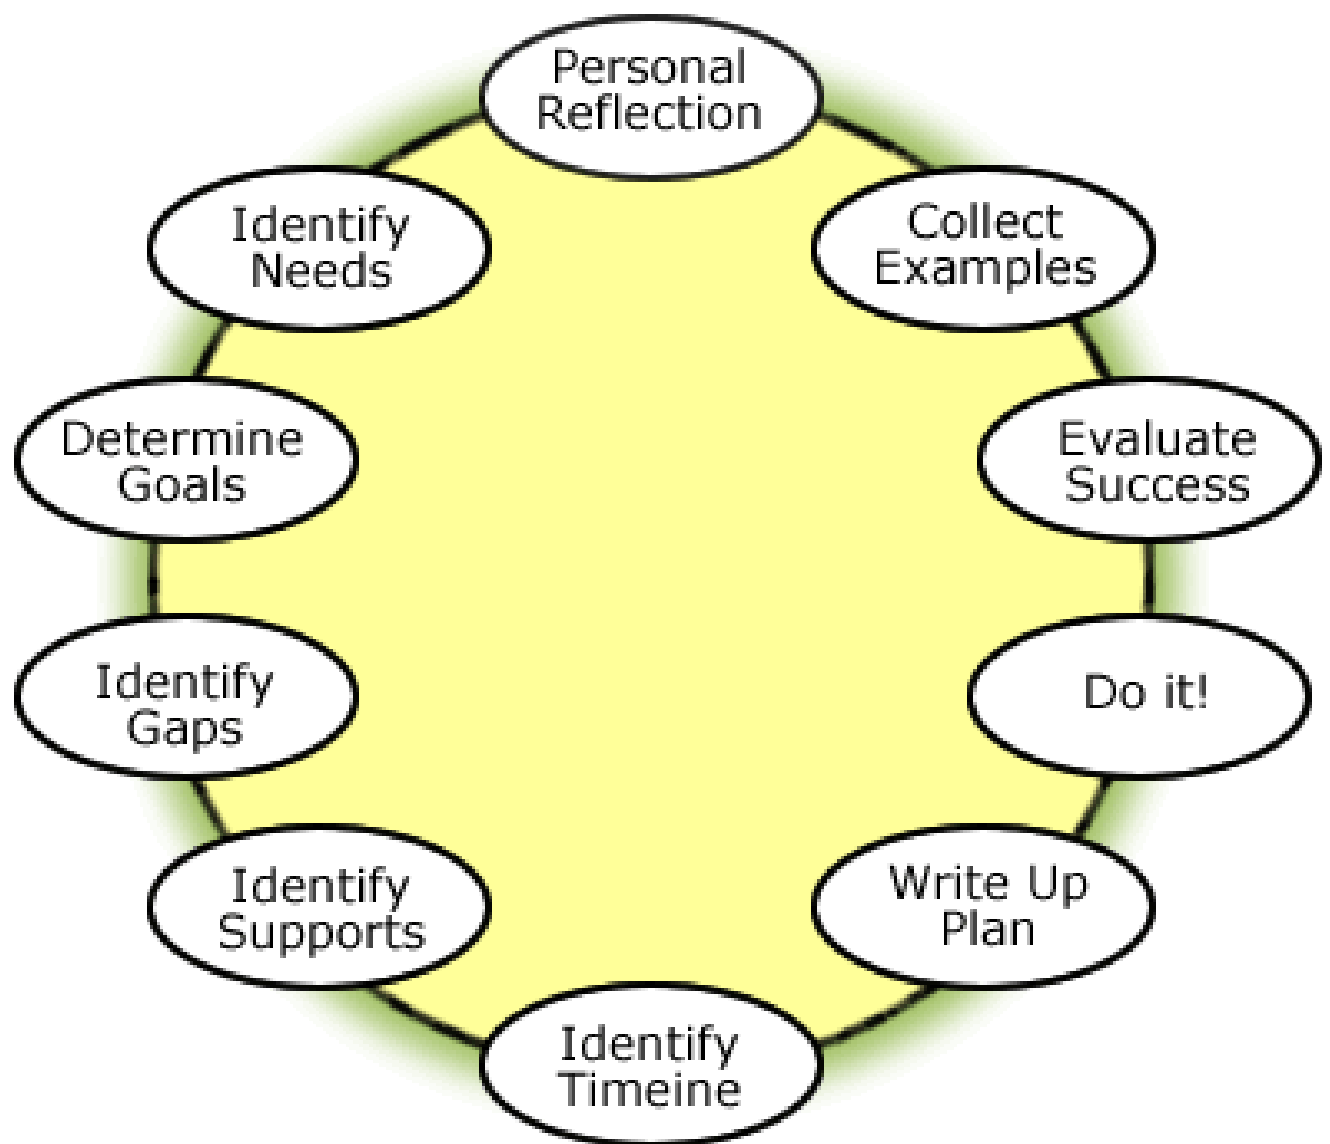 Personal
Reflection
Identify
Needs
Collect
Examples
Determine
Goals
Evaluate
Success
Identify
Gaps
Do it!
Identify
Supports
Write Up
Plan
Identify
Timeine